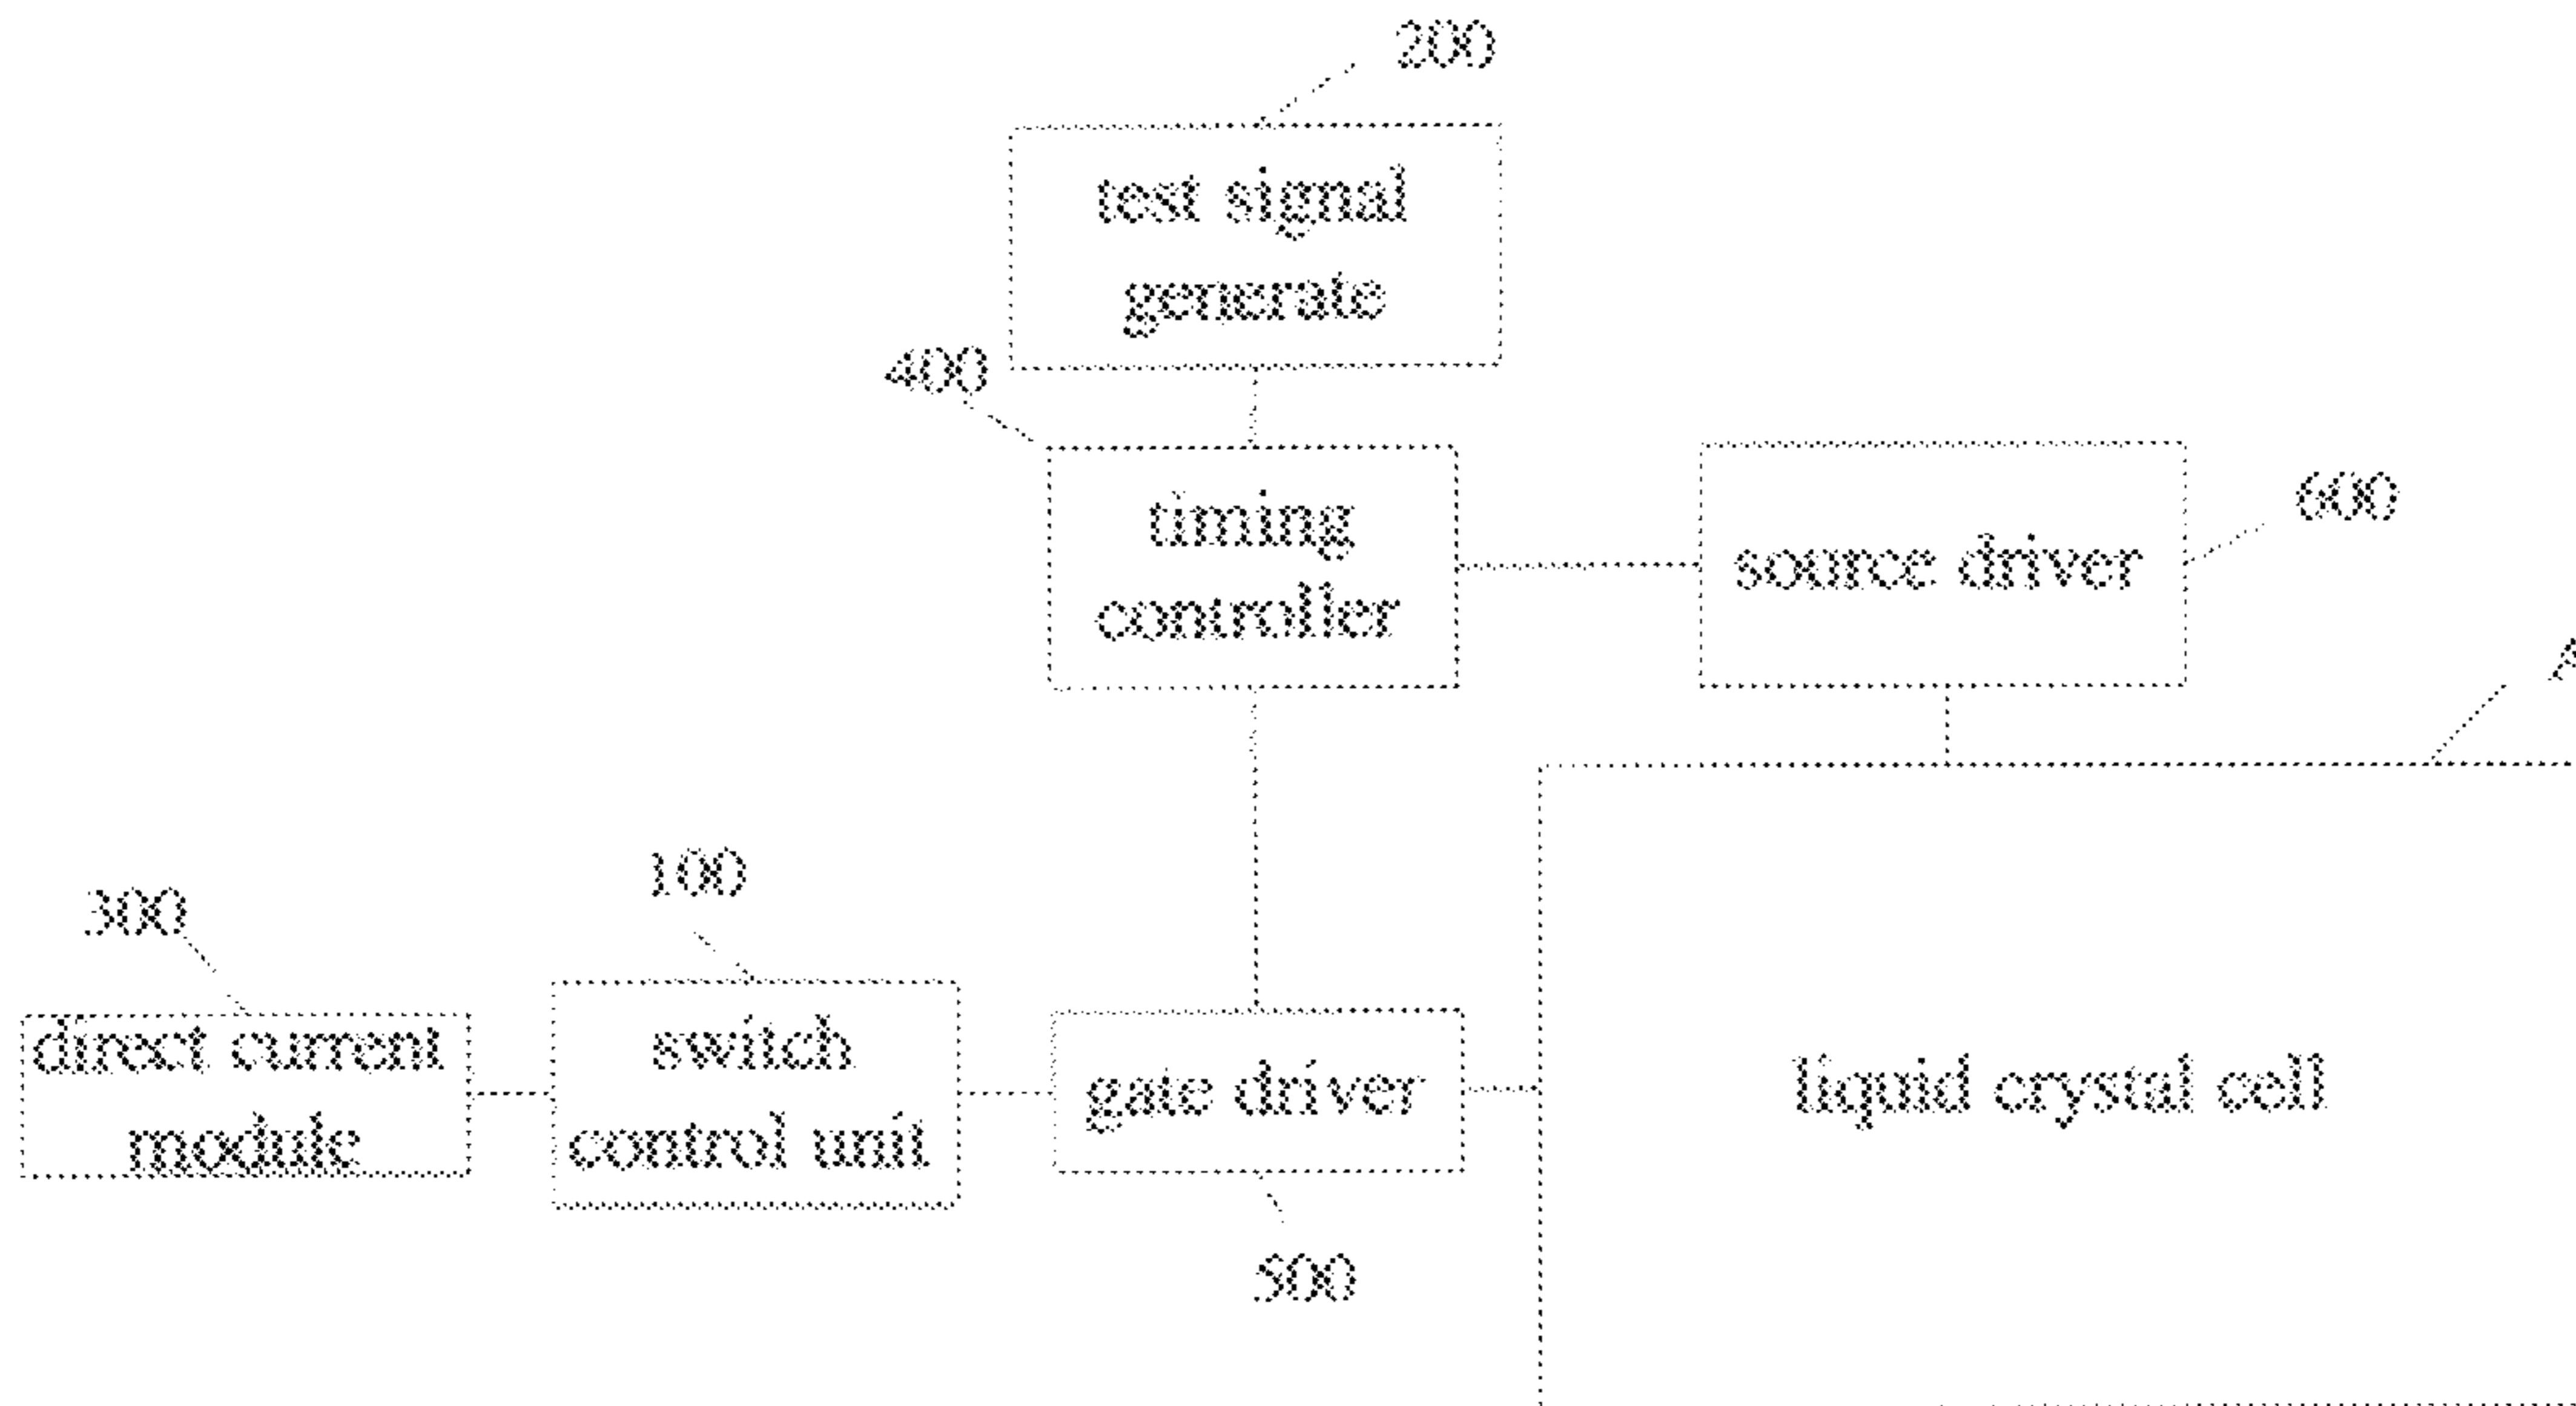 200
test signal
generate
400
timing
controller
600
source driver
A
100
300
direct current
module
switch
control unit
gate driver
liquid crystal cell
500